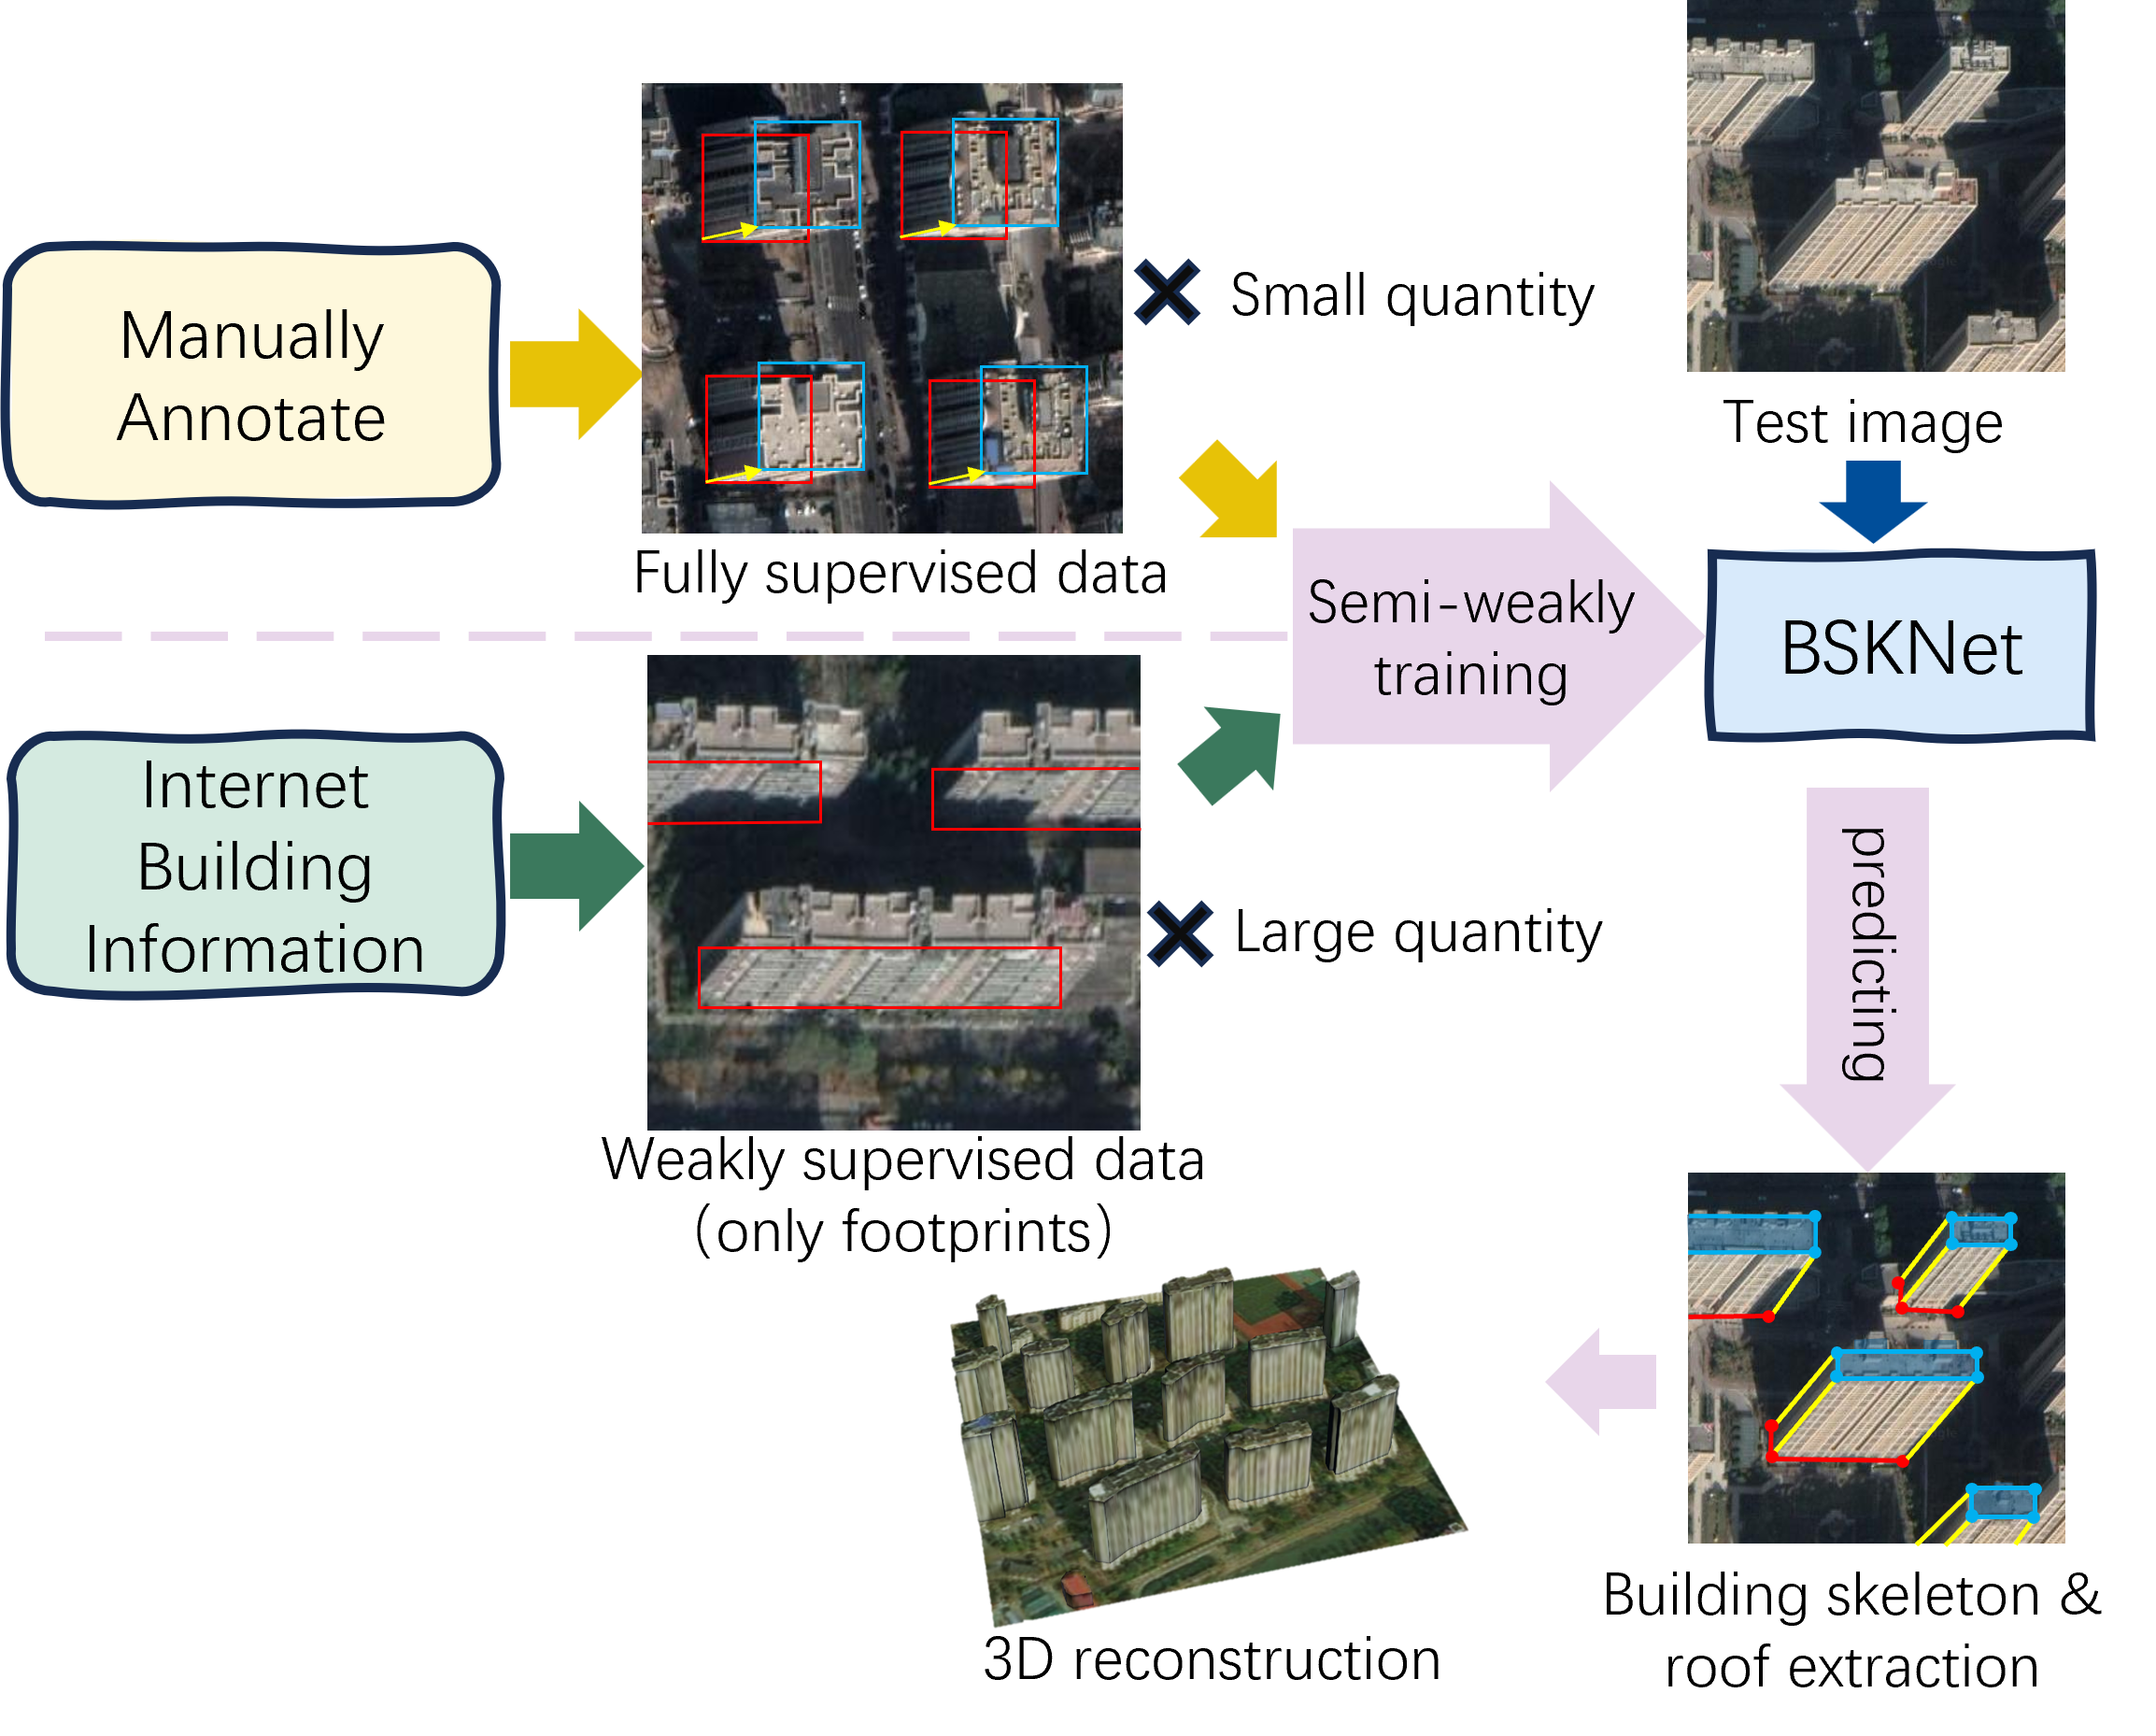 Manually
Annotate
Small quantity
Test image
Fully supervised data
Semi-weakly
training
BSKNet
Internet
Building
Information
Large quantity
predicting
Weakly supervised data
(only footprints)
3D reconstruction
Building skeleton &
roof extraction